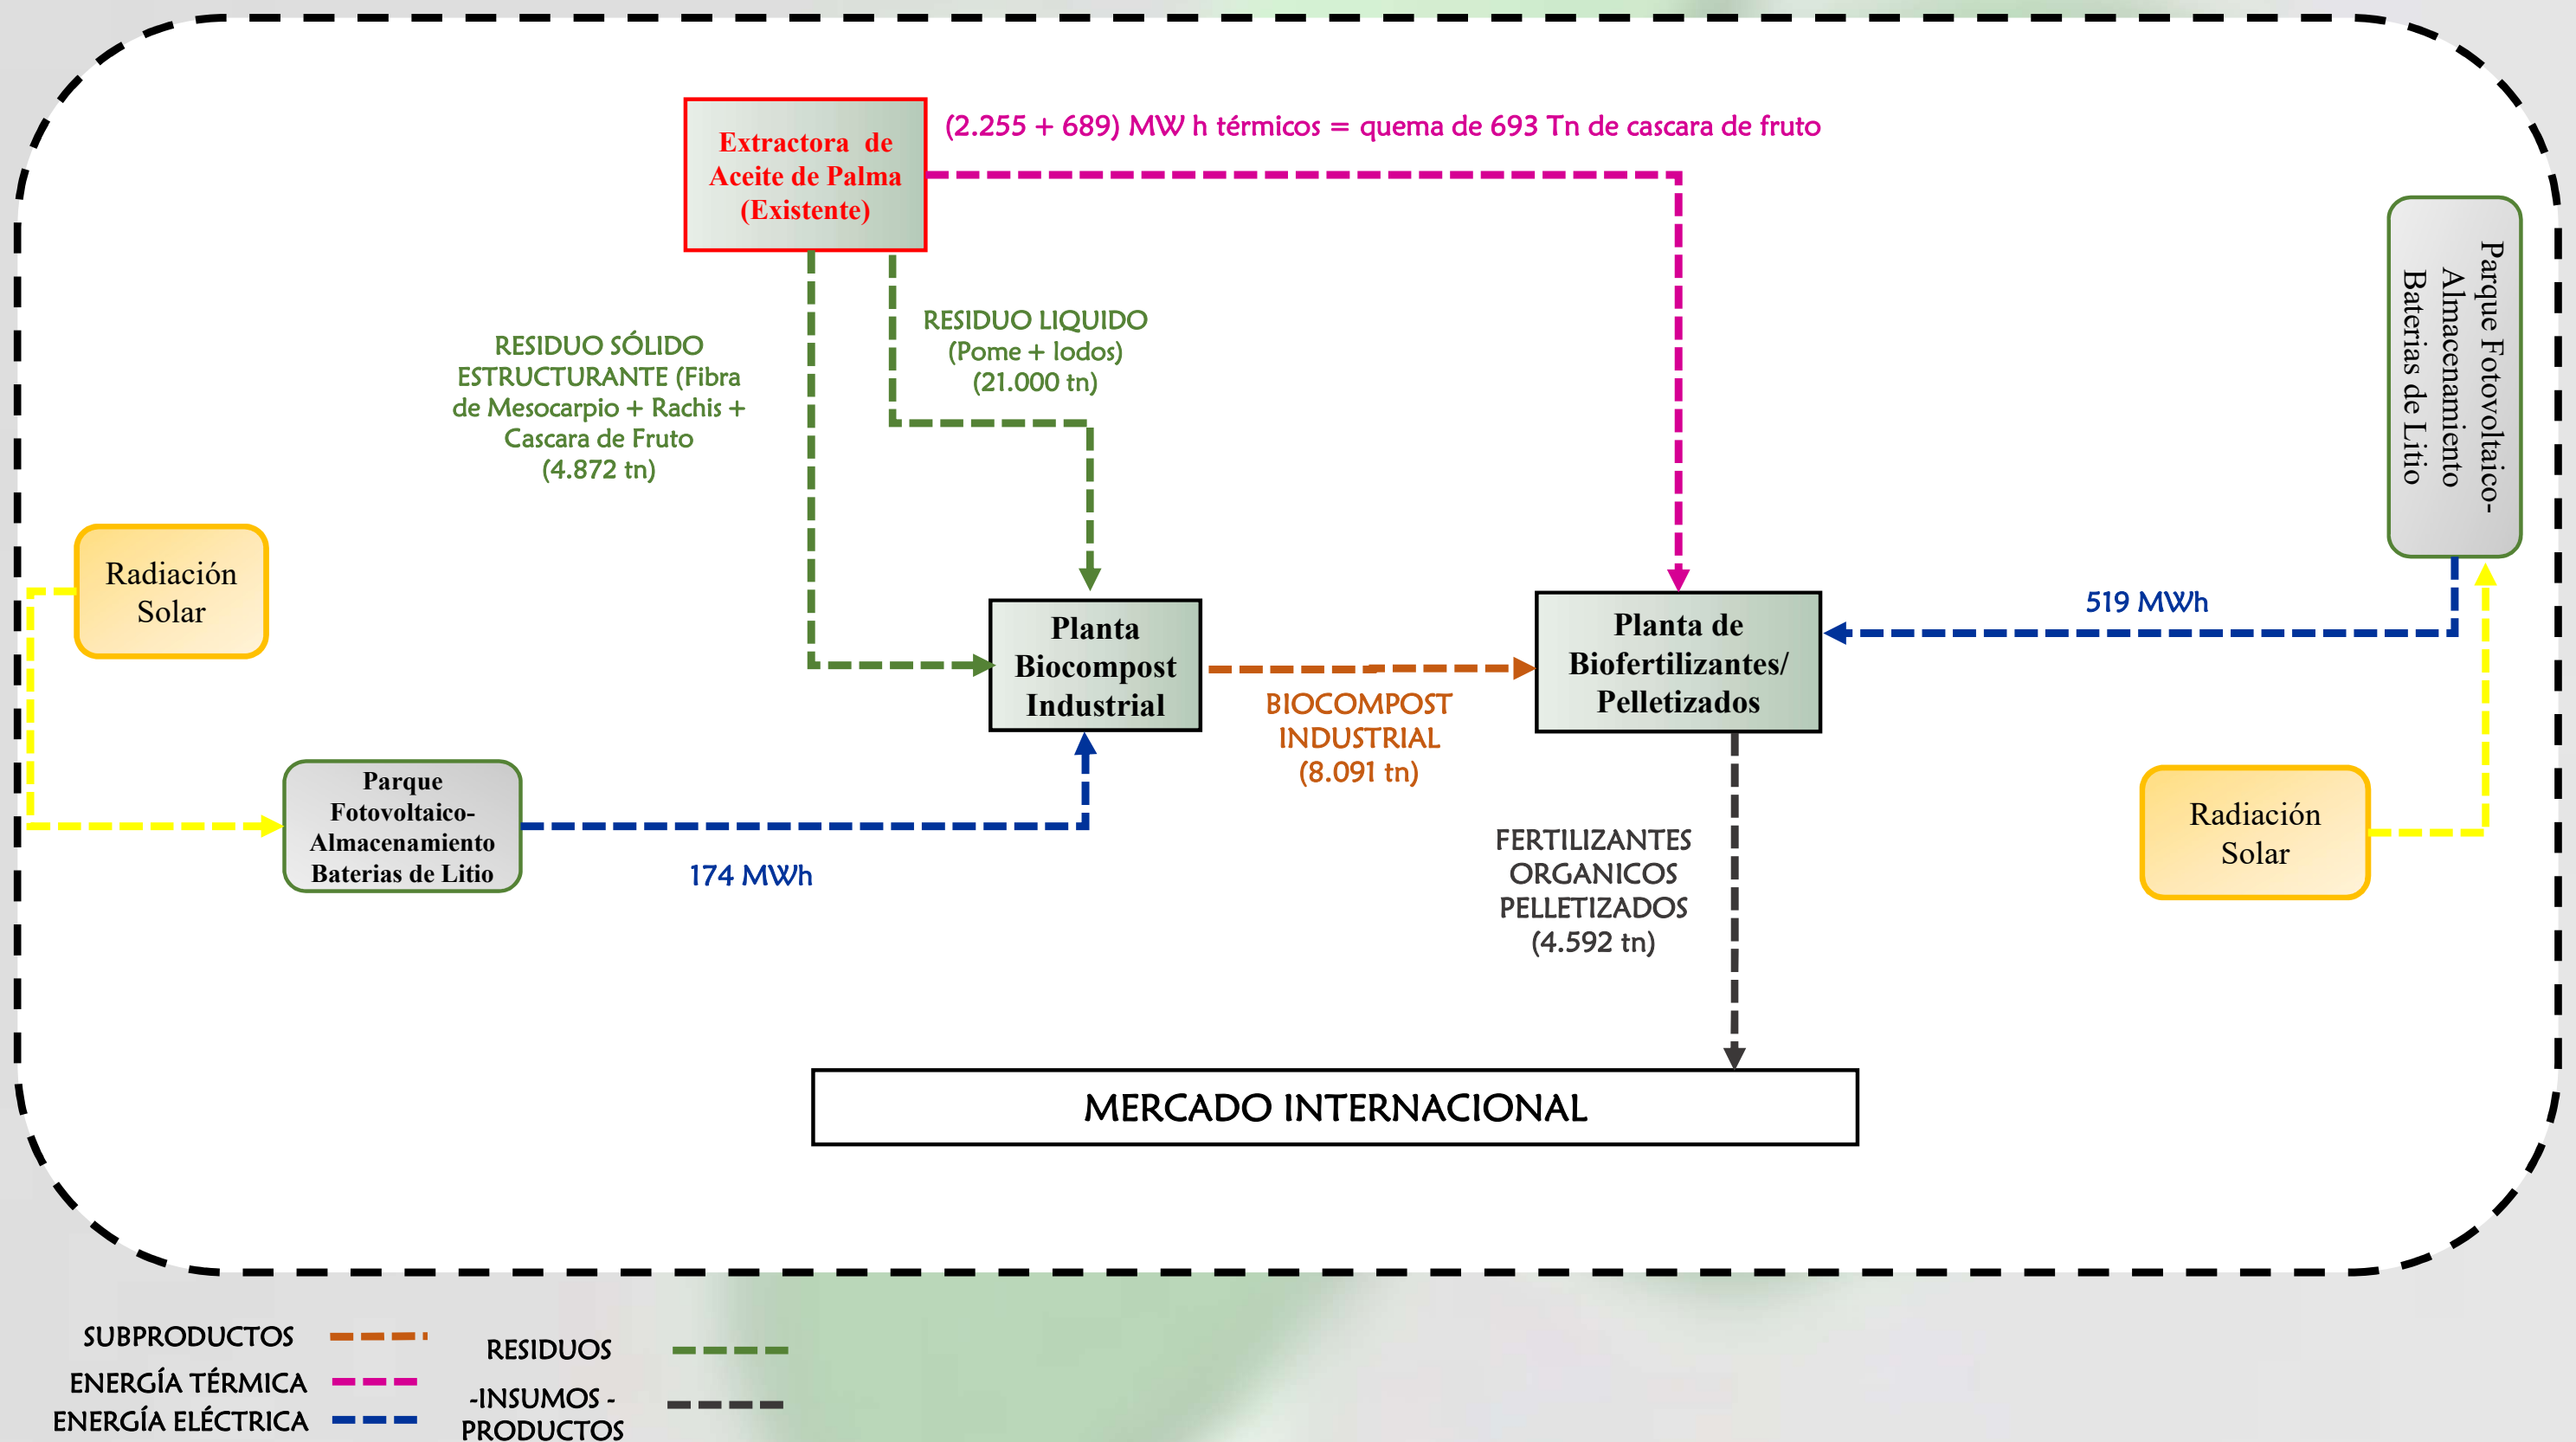 Extractora de
Aceite de Palma
(Existente)
(2.255 + 689) MW h térmicos = quema de 693 Tn de cascara de fruto
RESIDUO SÓLIDO
ESTRUCTURANTE (Fibra
de Mesocarpio + Rachis +
Cascara de Fruto
(4.872 tn)
RESIDUO LIQUIDO
(Pome + lodos)
(21.000 tn)
Parque Fotovoltaico-
Almacenamiento
Baterias de Litio
Radiación
Solar
Planta
Biocompost
Industrial
Planta de
Biofertilizantes/
Pelletizados
519 MWh
BIOCOMPOST
INDUSTRIAL
(8.091 tn)
Parque
Fotovoltaico-
Almacenamiento
Baterias de Litio
174 MWh
FERTILIZANTES
ORGANICOS
PELLETIZADOS
(4.592 tn)
Radiación
Solar
MERCADO INTERNACIONAL
SUBPRODUCTOS
ENERGÍA TÉRMICA
ENERGÍA ELÉCTRICA
RESIDUOS
-INSUMOS -
PRODUCTOS